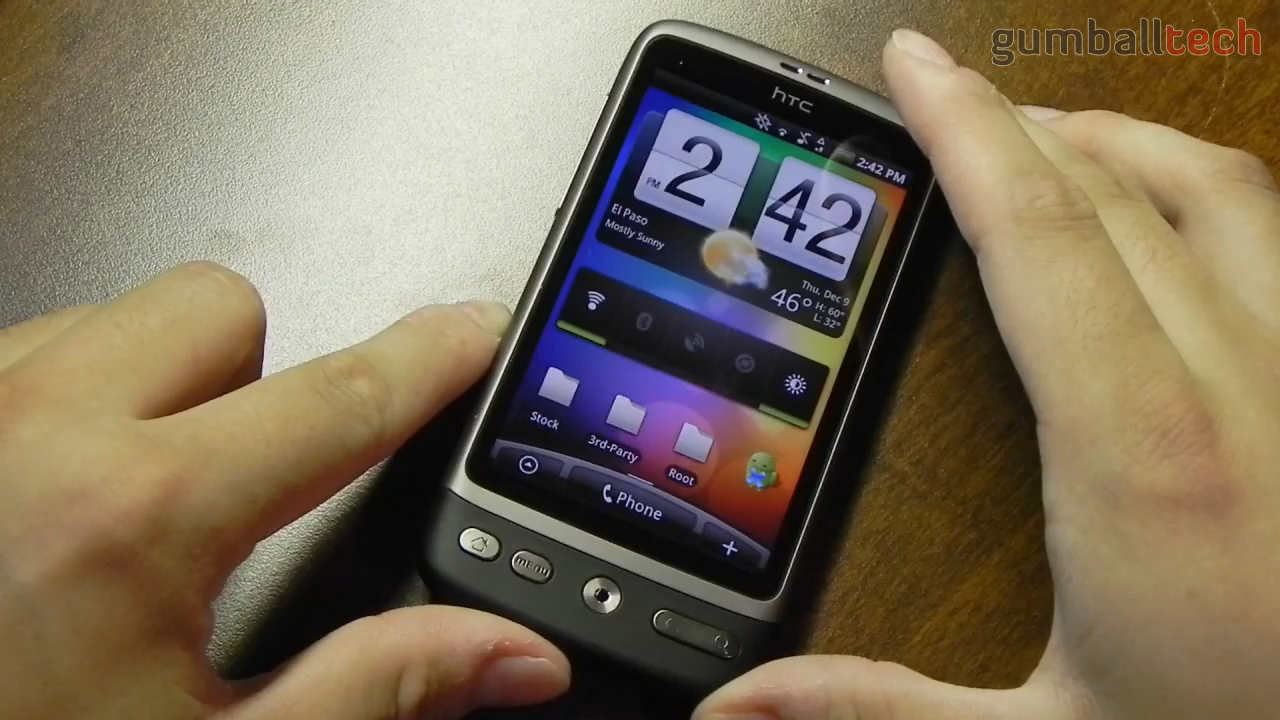 gumballtech
hTC
2:42 PM
2
PM
42
El Paso
Mostly Sunny
Thu, Dec 9
46°
H: 60°
L: 32°
Stock
3rd-Party
Root
Phone
menu